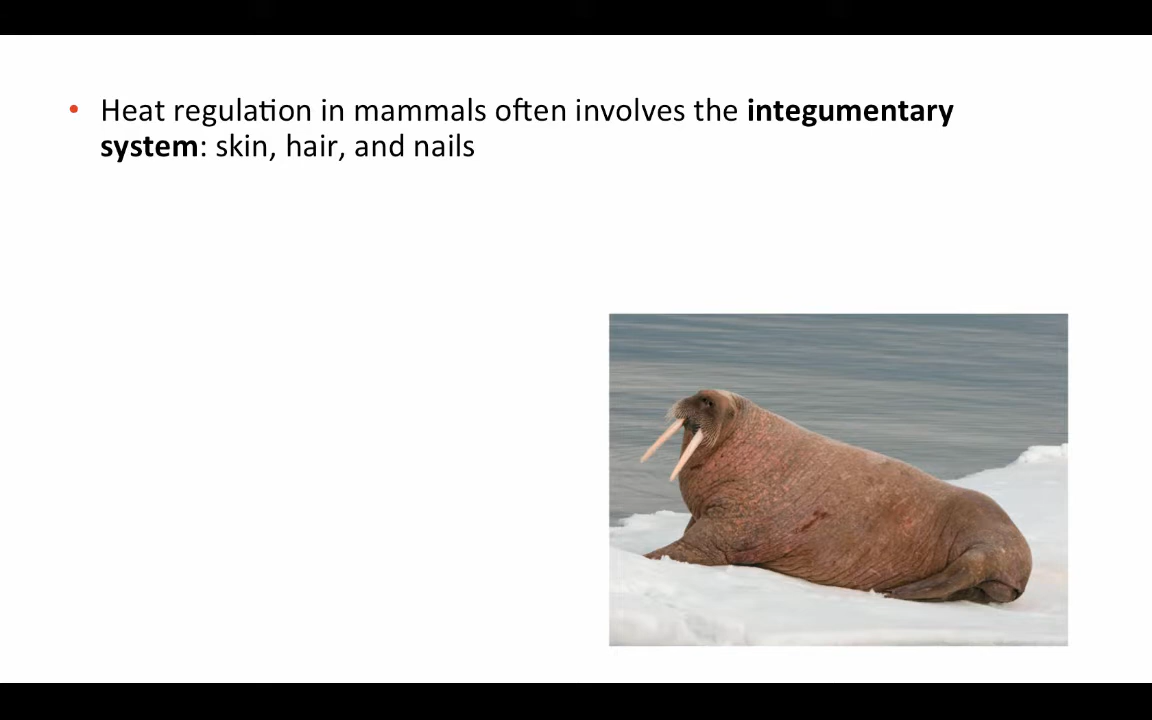 • Heat regulation in mammals often involves the integumentary
system: skin, hair, and nails